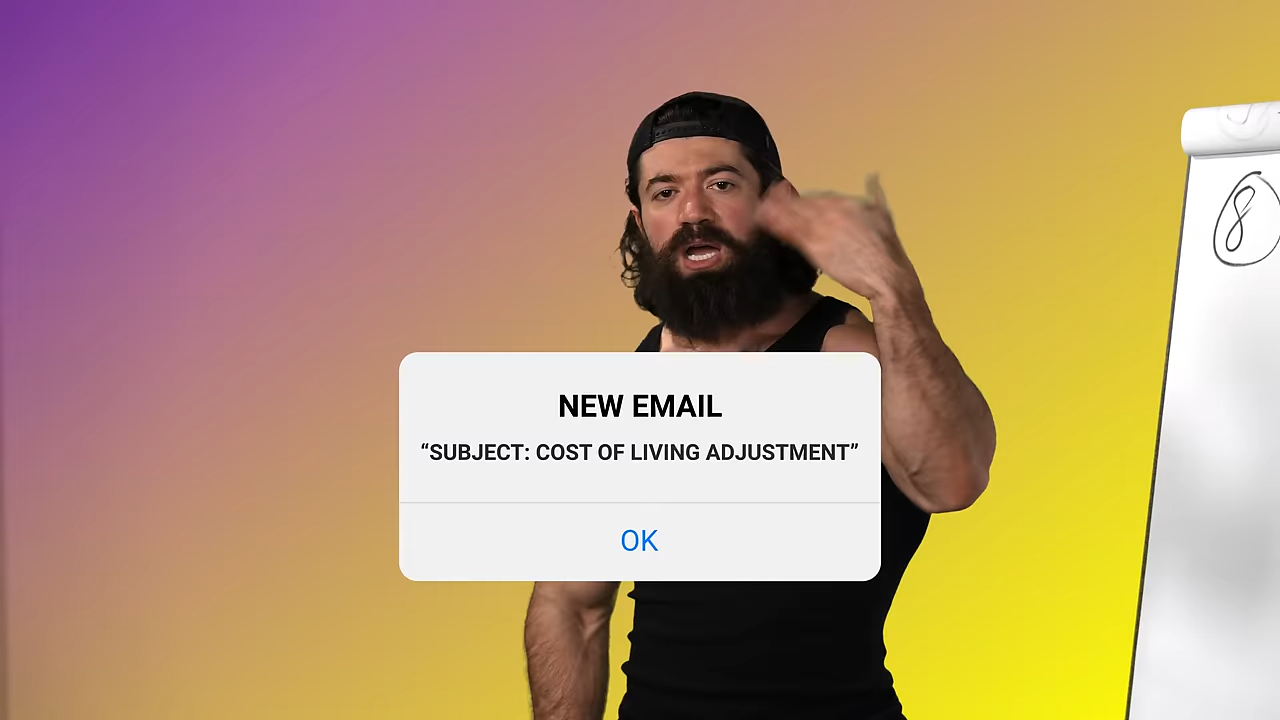 NEW EMAIL
“SUBJECT: COST OF LIVING ADJUSTMENT”
OK
8